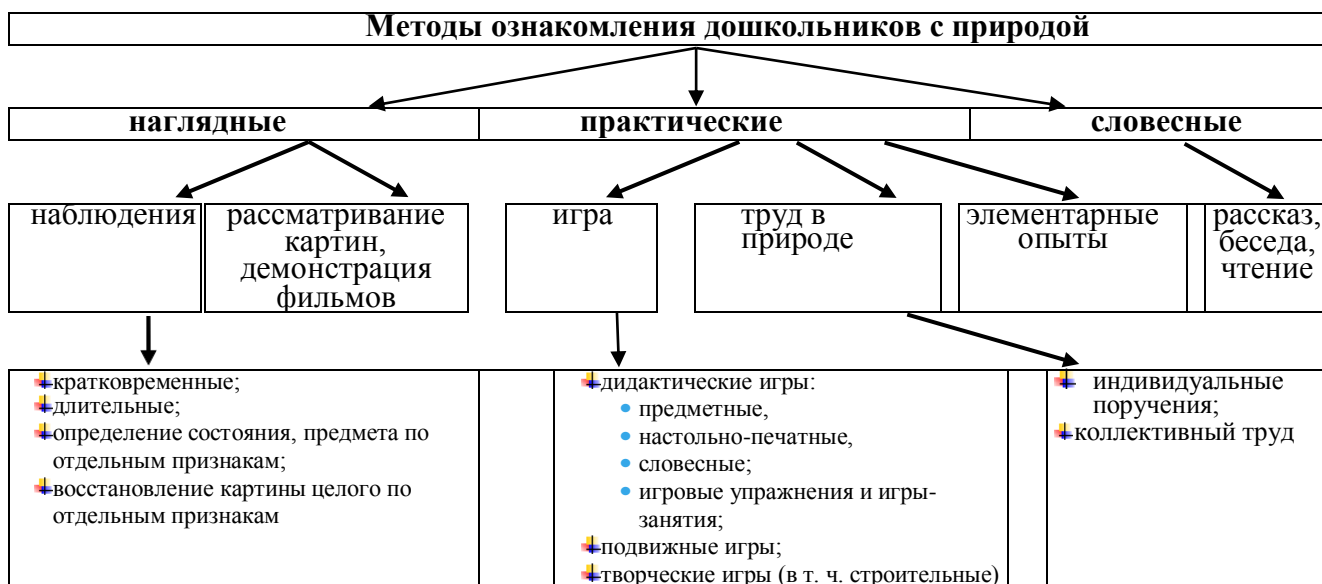 Методы ознакомления дошкольников с природой
наглядные
практические
словесные
наблюдения
рассматривание
картин,
демонстрация
фильмов
игра
труд в
природе
элементарные
опыты
рассказ,
беседа,
чтение
кратковременные;
длительные;
определение состояния, предмета по
отдельным признакам;
восстановление картины целого по
отдельным признакам
дидактические игры:
предметные,
настольно-печатные,
словесные;
игровые упражнения и игры-
занятия;
подвижные игры;
творческие игры (в т. ч. строительные)
индивидуальные
поручения;
коллективный труд